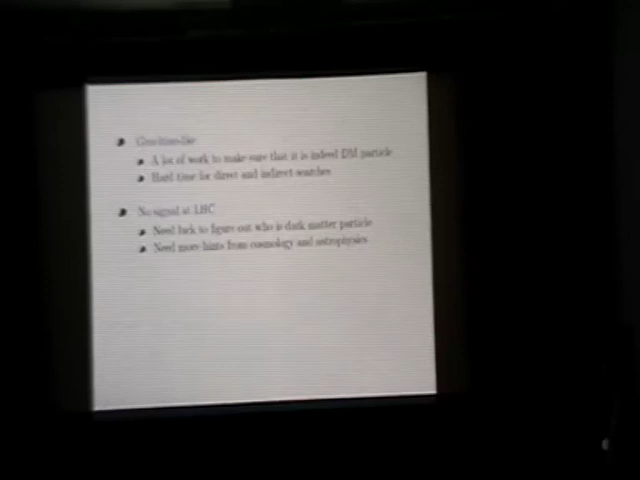 Gravitino-like
A lot of work to make sure that it is indeed DM particle
Hard time for direct and indirect searches
No signal at LHC
Need luck to figure out who is dark matter particle
Need more hints from cosmology and astrophysics